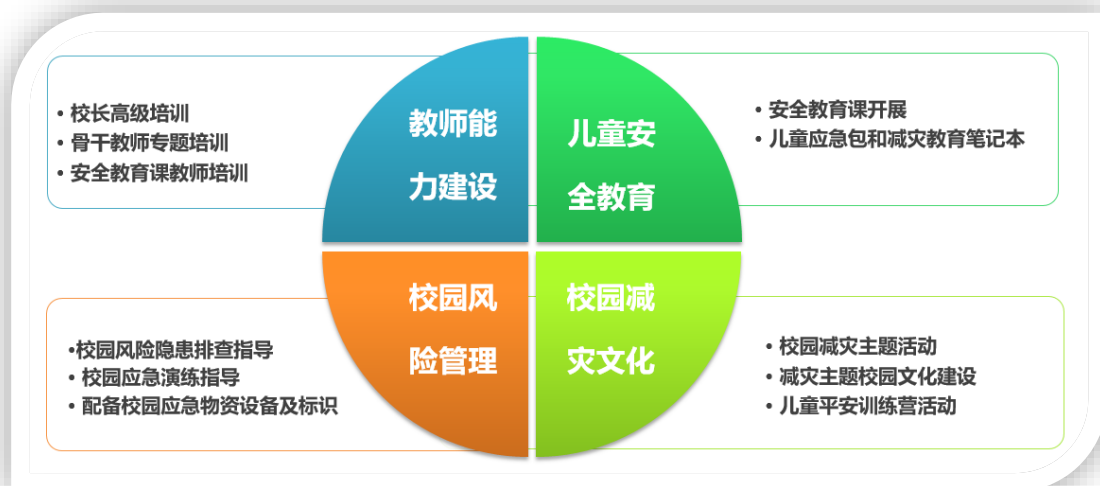 • 校长高级培训
• 骨干教师专题培训
• 安全教育课教师培训
教师能
力建设
儿童安
全教育
• 安全教育课开展
• 儿童应急包和减灾教育笔记本
•校园风险隐患排查指导
• 校园应急演练指导
• 配备校园应急物资设备及标识
校园风
险管理
校园减
灾文化
• 校园减灾主题活动
• 减灾主题校园文化建设
• 儿童平安训练营活动